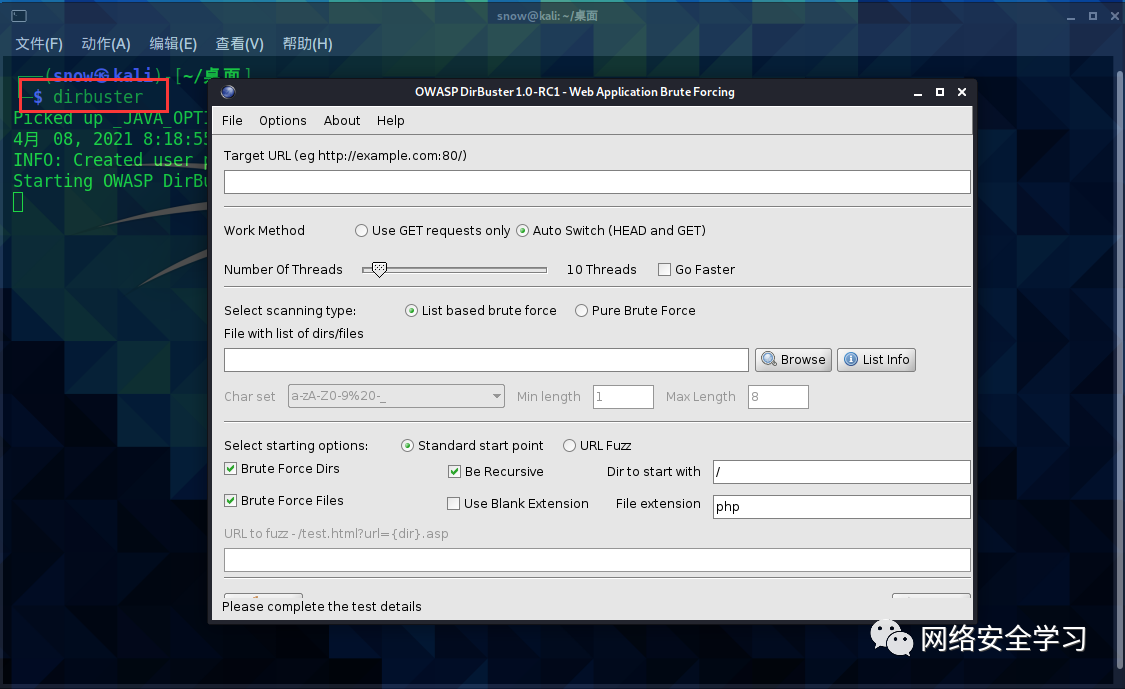 snow@kali: ~/桌面
文件(F) 动作(A) 编辑(E) 查看(V) 帮助(H)
(snow㉿kali)-[~/桌面]
$ dirbuster
Picked up _JAVA_OPTI
4月 08, 2021 8:18:55
INFO: Created user p
Starting OWASP DirBu
OWASP DirBuster 1.0-RC1 - Web Application Brute Forcing
File Options About Help
Target URL (eg http://example.com:80/)
Work Method Use GET requests only Auto Switch (HEAD and GET)
Number Of Threads 10 Threads Go Faster
Select scanning type: List based brute force Pure Brute Force
File with list of dirs/files
Browse List Info
Char set a-zA-Z0-9%20-_ Min length 1 Max Length 8
Select starting options: Standard start point URL Fuzz
Brute Force Dirs Be Recursive Dir to start with /
Brute Force Files Use Blank Extension File extension php
URL to fuzz - /test.html?url={dir}.asp
Please complete the test details
网络安全学习